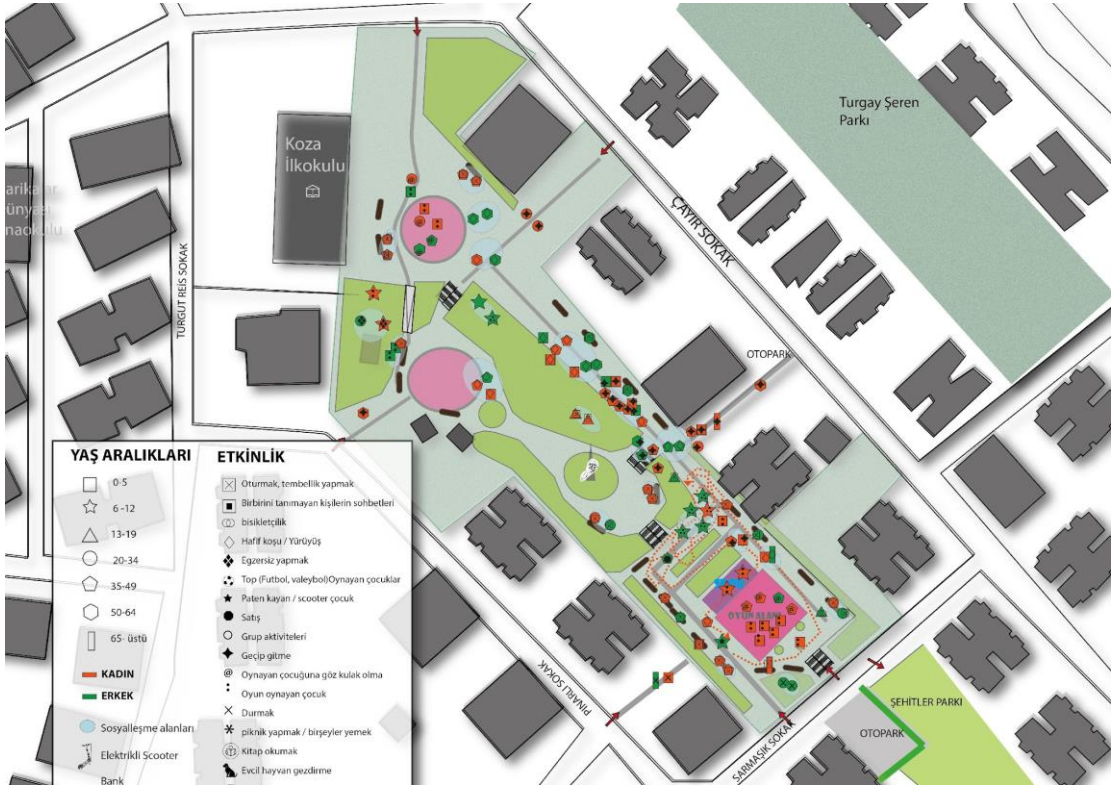 Turgay Şeren
Parkı
Koza
İlkokulu
ÇAYIR SOKAK
TURGUT REİS SOKAK
OTOPARK
OYUN ALANI
PINARLI SOKAK
SARMAŞIK SOKAK
ŞEHİTLER PARKI
OTOPARK
YAŞ ARALIKLARI
0-5
6 -12
13-19
20-34
35-49
50-64
65- üstü
KADIN
ERKEK
Sosyalleşme alanları
Elektrikli Scooter
Bank
ETKİNLİK
Oturmak, tembellik yapmak
Birbirini tanımayan kişilerin sohbetleri
bisikletçilik
Hafif koşu / Yürüyüş
Egzersiz yapmak
Top (Futbol, valeybol)Oynayan çocuklar
Paten kayan / scooter çocuk
Satış
Grup aktiviteleri
Geçip gitme
Oynayan çocuğuna göz kulak olma
Oyun oynayan çocuk
Durmak
piknik yapmak / birşeyler yemek
Kitap okumak
Evcil hayvan gezdirme